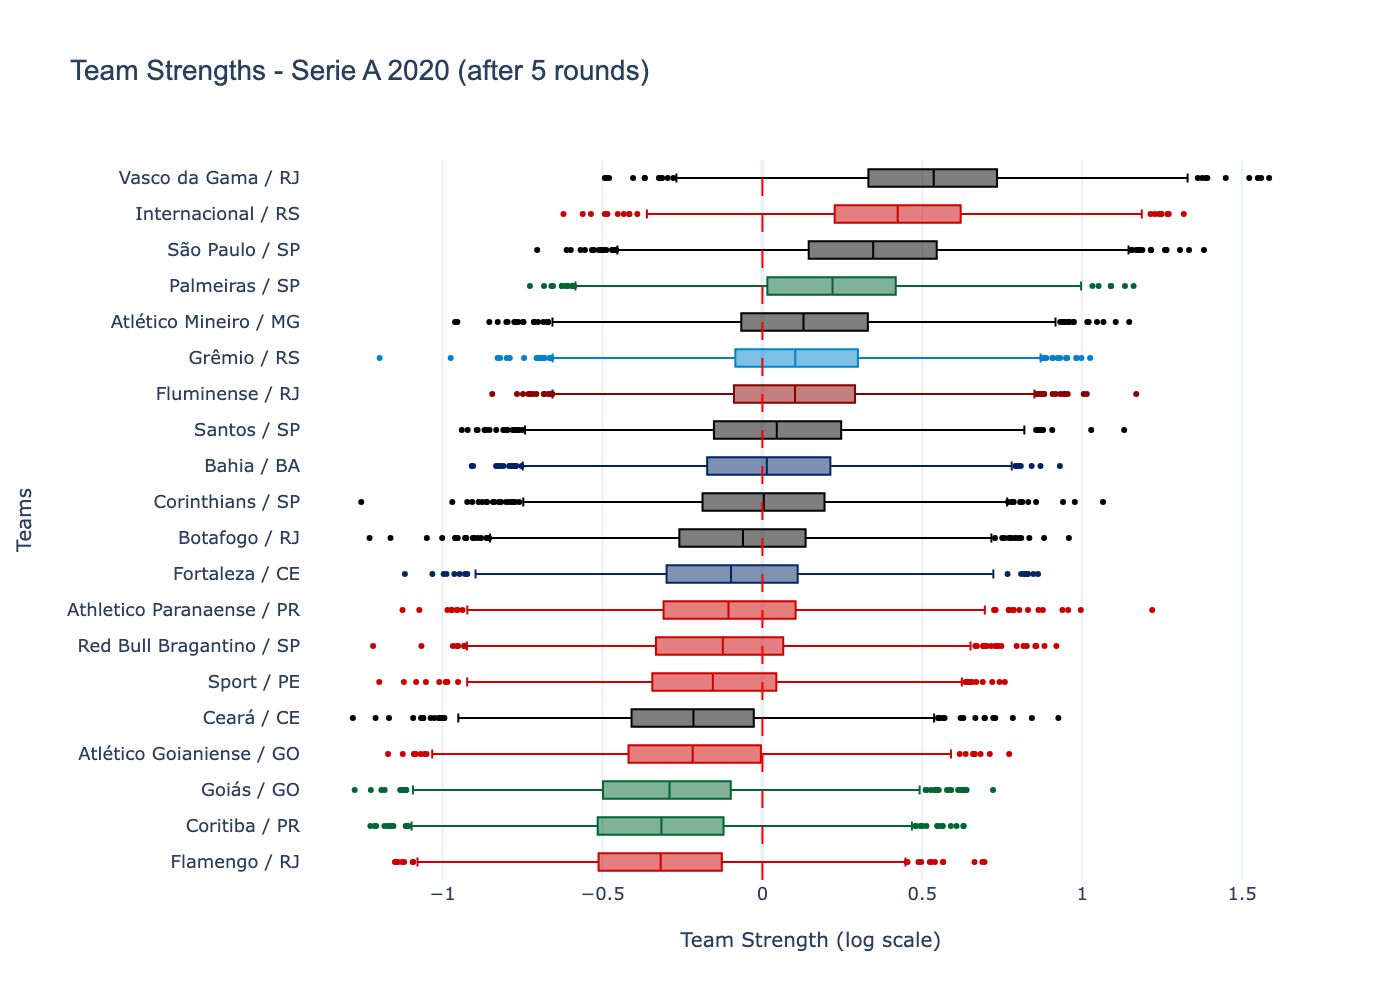 Team Strengths - Serie A 2020 (after 5 rounds)
Vasco da Gama / RJ
Internacional / RS
São Paulo / SP
Palmeiras / SP
Atlético Mineiro / MG
Grêmio / RS
Fluminense / RJ
Santos / SP
Bahia / BA
Corinthians / SP
Botafogo / RJ
Fortaleza / CE
Athletico Paranaense / PR
Red Bull Bragantino / SP
Sport / PE
Ceará / CE
Atlético Goianiense / GO
Goiás / GO
Coritiba / PR
Flamengo / RJ
Teams
−1 −0.5 0 0.5 1 1.5
Team Strength (log scale)